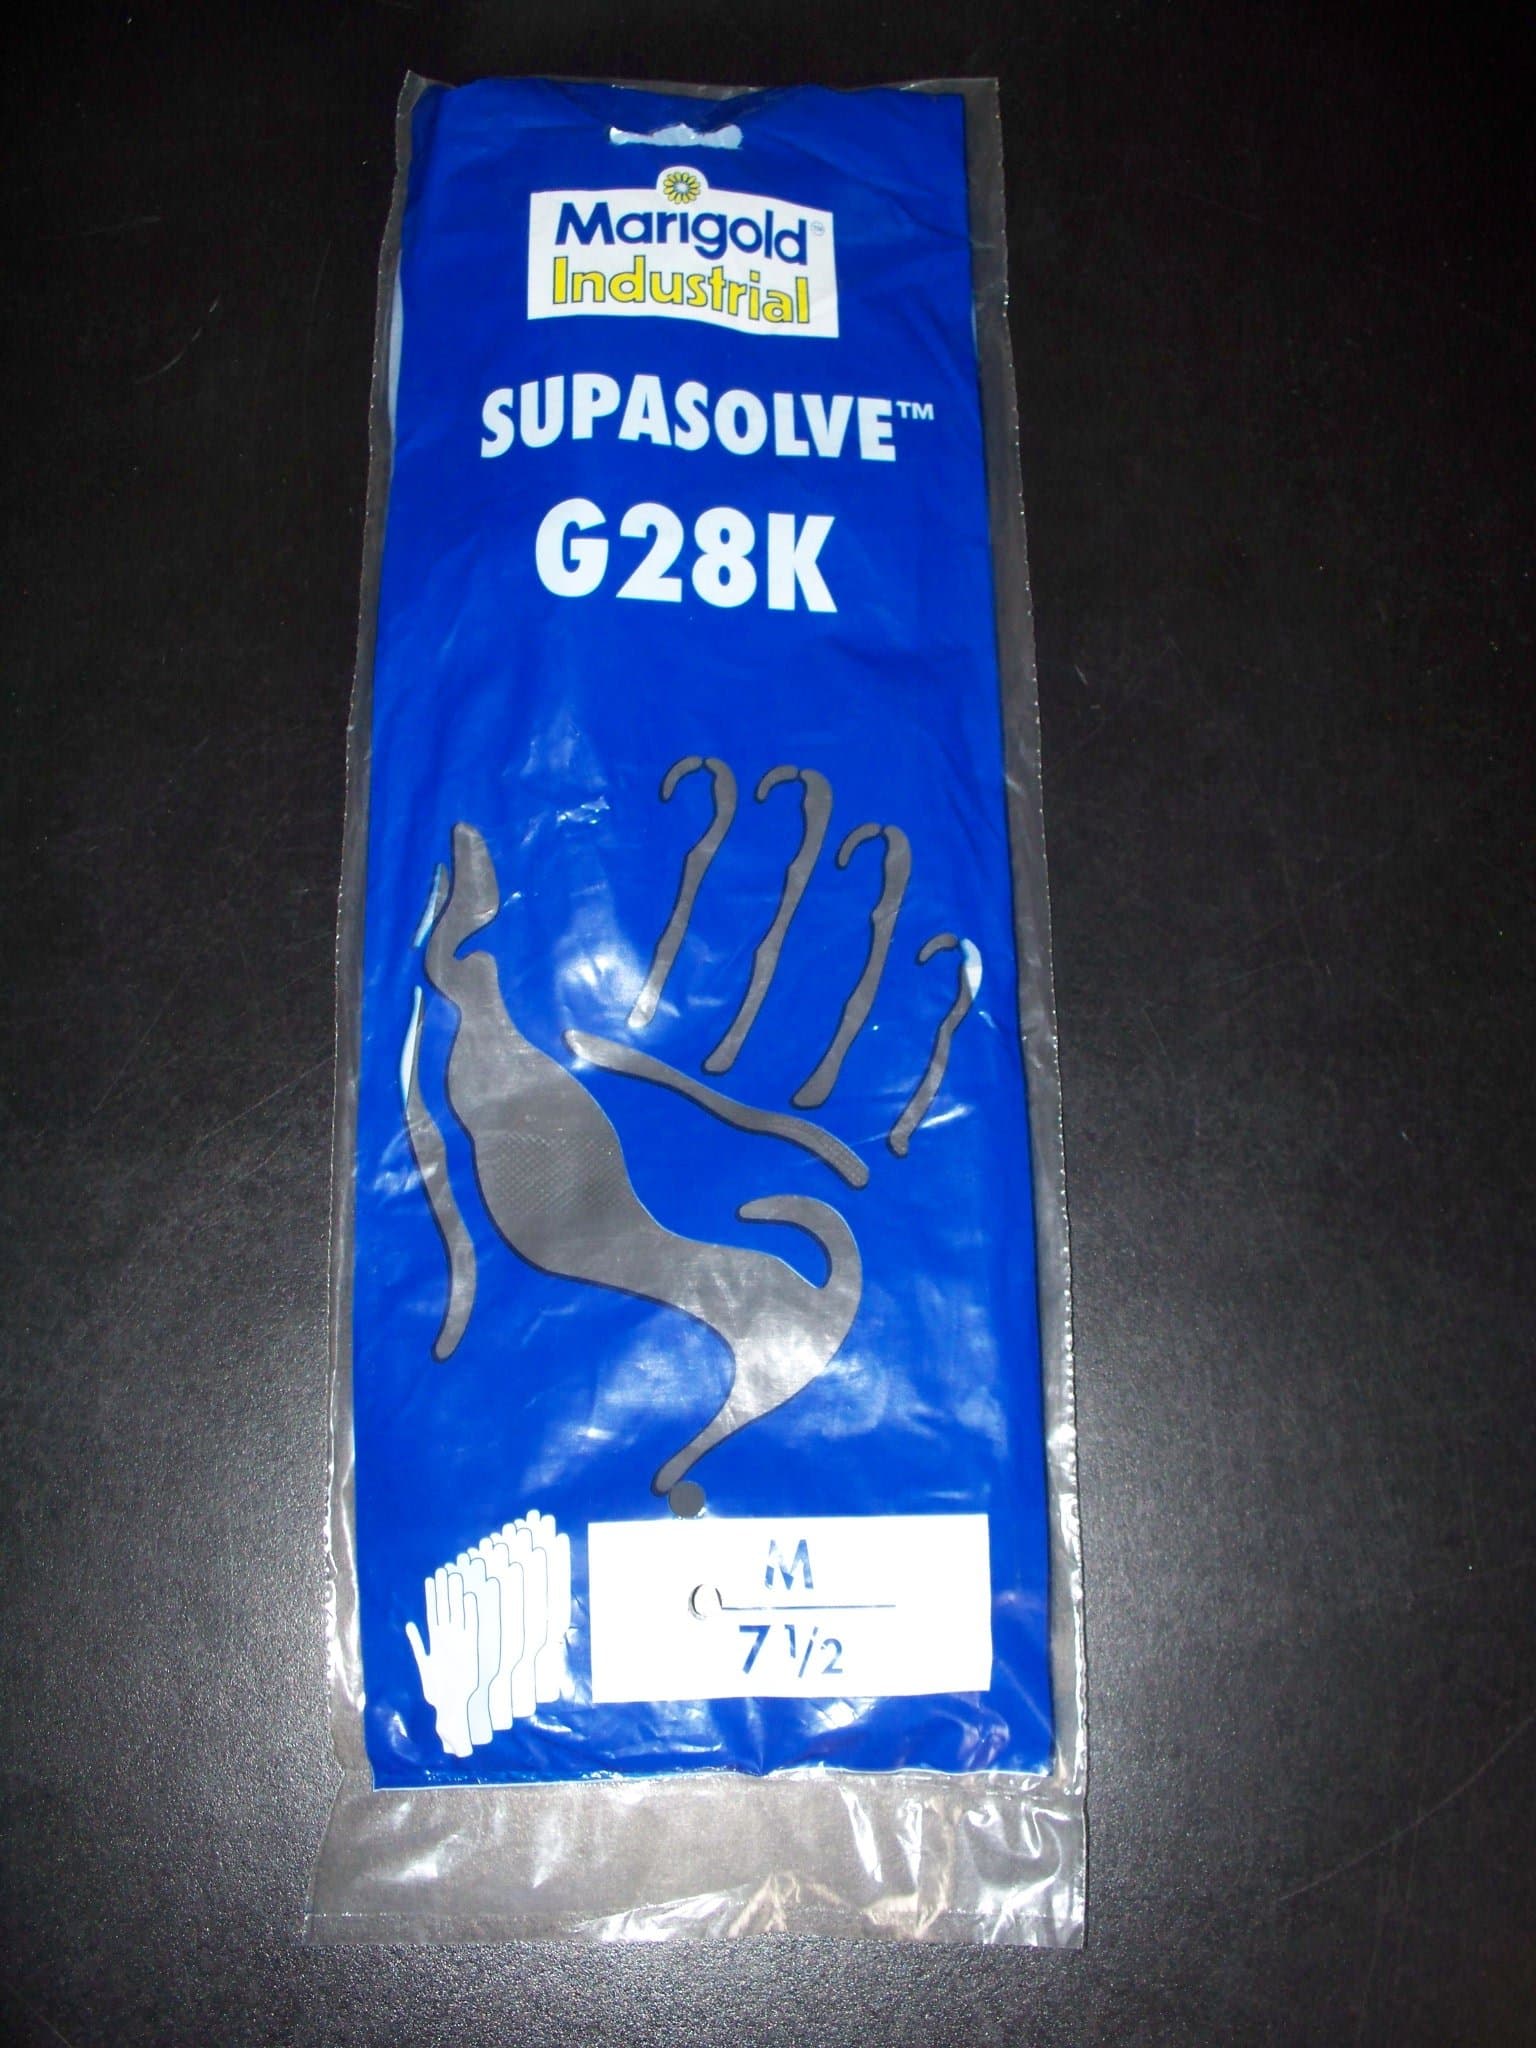 Marigold™
Industrial
SUPASOLVE™
G28K
M
7 1/2